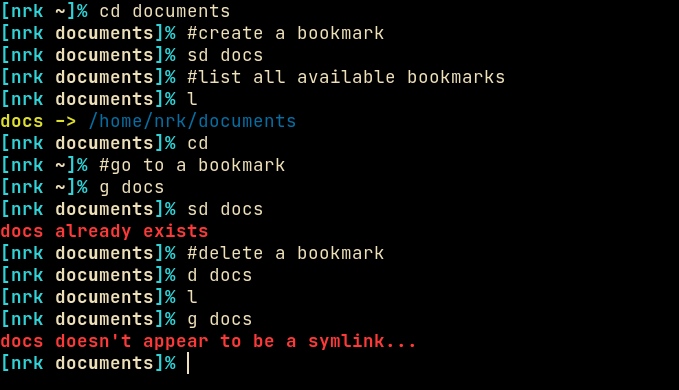 [nrk ~]% cd documents
[nrk documents]% #create a bookmark
[nrk documents]% sd docs
[nrk documents]% #list all available bookmarks
[nrk documents]% l
docs -> /home/nrk/documents
[nrk documents]% cd
[nrk ~]% #go to a bookmark
[nrk ~]% g docs
[nrk documents]% sd docs
docs already exists
[nrk documents]% #delete a bookmark
[nrk documents]% d docs
[nrk documents]% l
[nrk documents]% g docs
docs doesn't appear to be a symlink...
[nrk documents]%